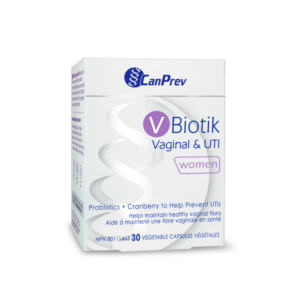 CanPrev
V Biotik
Vaginal & UTI
women
Probiotics + Cranberry to Help Prevent UTIs
Helps maintain healthy vaginal flora
Aide à maintenir une flore vaginale en santé
30 VEGETABLE CAPSULES VÉGÉTALES